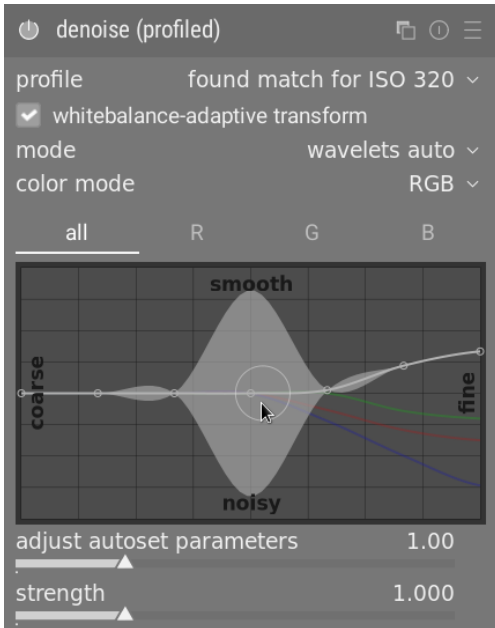 denoise (profiled)
profile found match for ISO 320
whitebalance-adaptive transform
mode wavelets auto
color mode RGB
all R G B
smooth
coarse
fine
noisy
adjust autoset parameters 1.00
strength 1.000